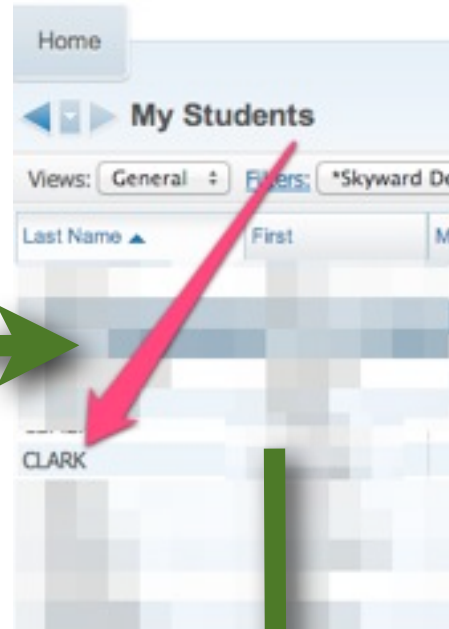 Home
My Students
Views: General Filters: *Skyward De
Last Name First M
CLARK